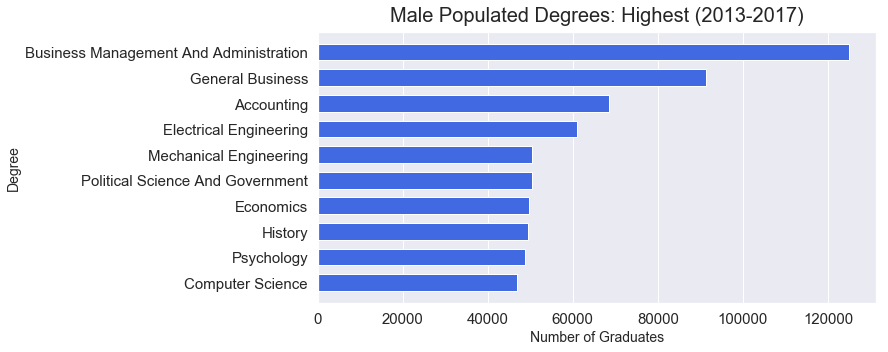 Male Populated Degrees: Highest (2013-2017)
Degree
Business Management And Administration
General Business
Accounting
Electrical Engineering
Mechanical Engineering
Political Science And Government
Economics
History
Psychology
Computer Science
0 20000 40000 60000 80000 100000 120000
Number of Graduates